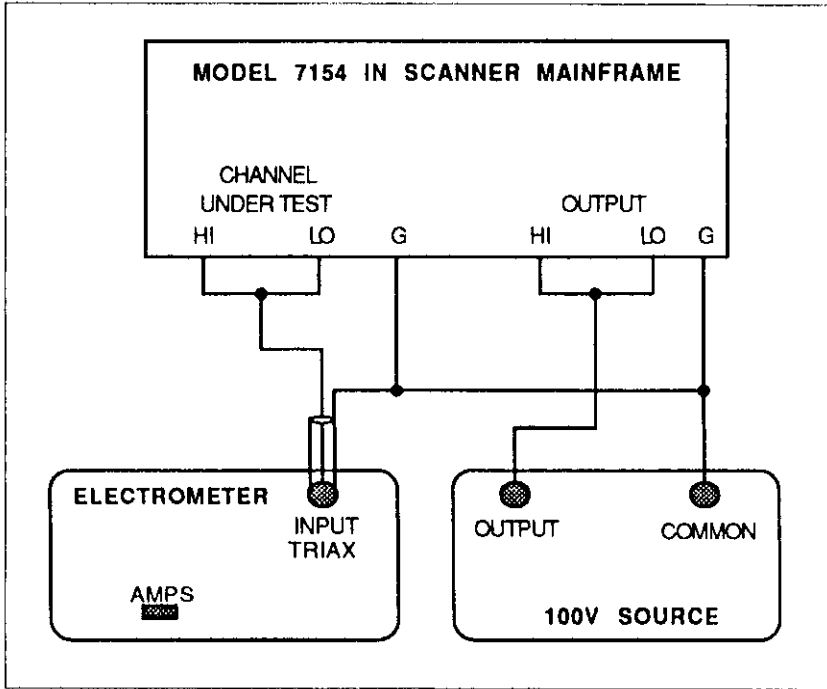 MODEL 7154 IN SCANNER MAINFRAME
CHANNEL
UNDER TEST
OUTPUT
HI LO G HI LO G
ELECTROMETER
INPUT
TRIAX
AMPS
OUTPUT
COMMON
100V SOURCE